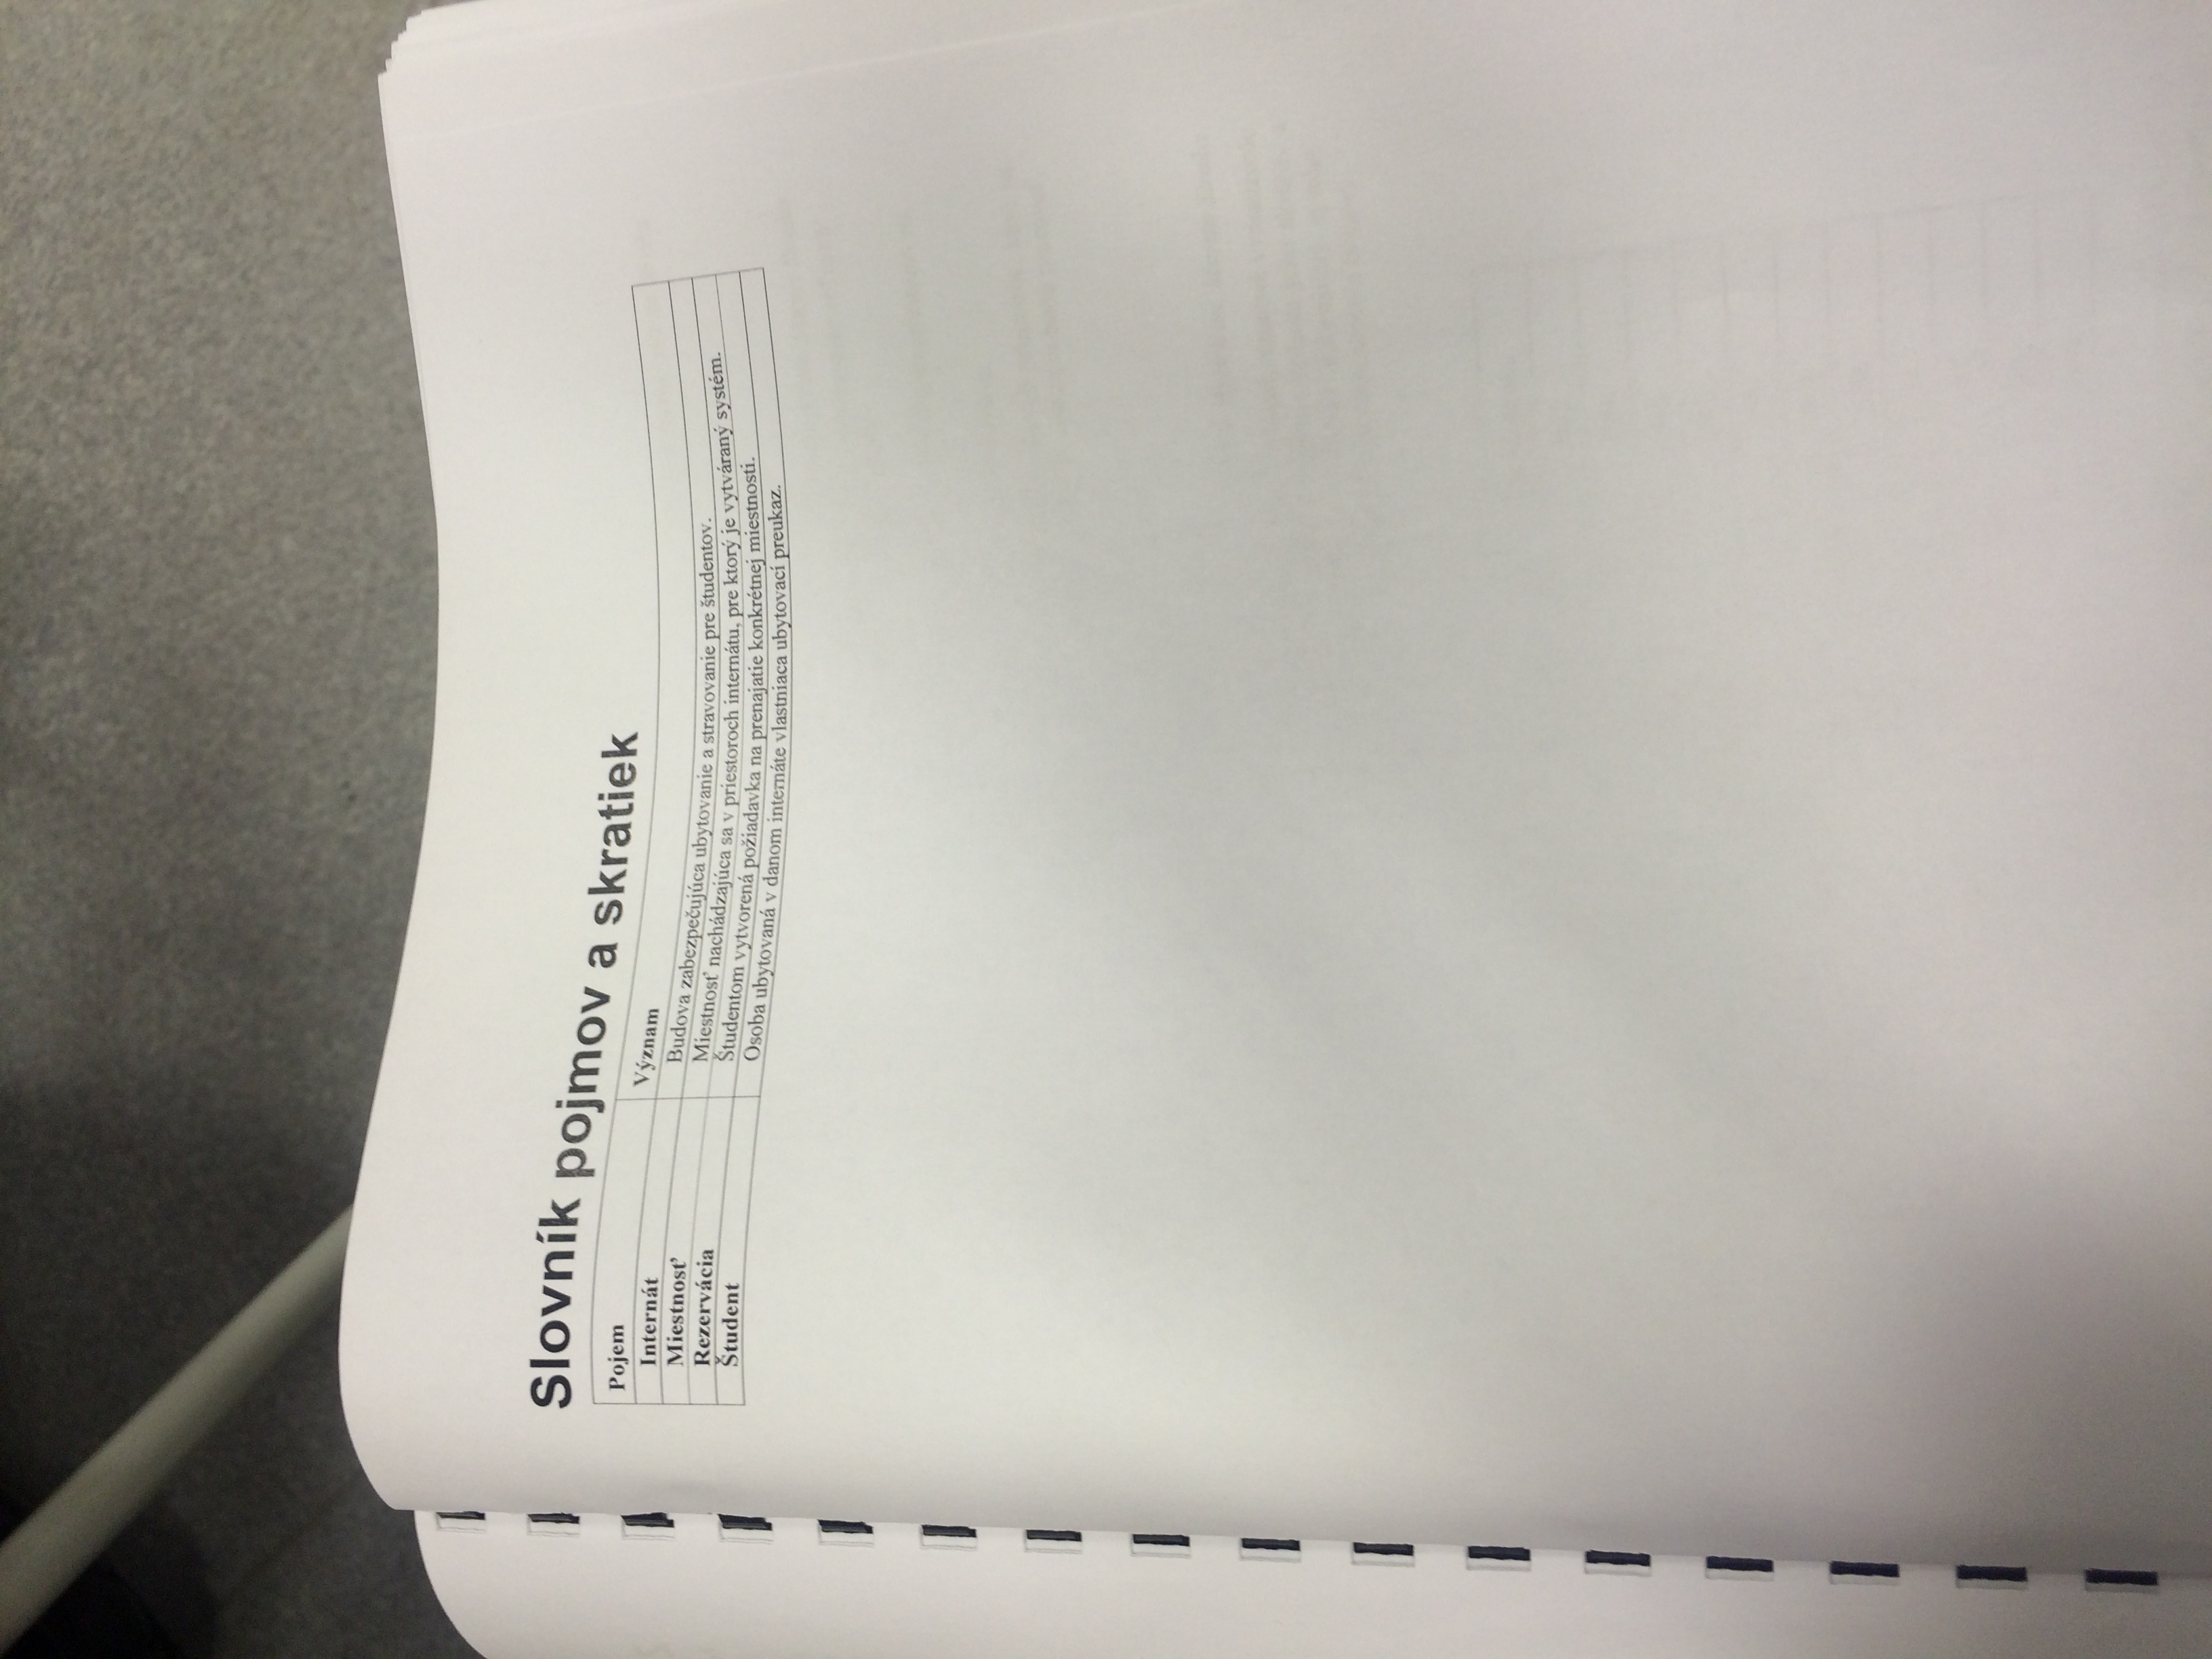 Slovník pojmov a skratiek
Pojem Význam
Internát Budova zabezpečujúca ubytovanie a stravovanie pre študentov.
Miestnosť Miestnosť nachádzajúca sa v priestoroch internátu, pre ktorý je vytváraný systém.
Rezervácia Študentom vytvorená požiadavka na prenajatie konkrétnej miestnosti.
Študent Osoba ubytovaná v danom internáte vlastniaca ubytovací preukaz.